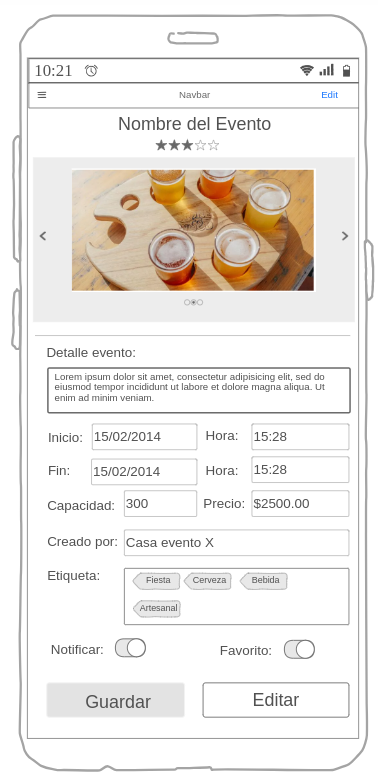 10:21
Navbar Edit
Nombre del Evento
Detalle evento:
Lorem ipsum dolor sit amet, consectetur adipisicing elit, sed do
eiusmod tempor incididunt ut labore et dolore magna aliqua. Ut
enim ad minim veniam.
Inicio: 15/02/2014 Hora: 15:28
Fin: 15/02/2014 Hora: 15:28
Capacidad: 300 Precio: $2500.00
Creado por: Casa evento X
Etiqueta: Fiesta Cerveza Bebida
Artesanal
Notificar: Favorito:
Guardar Editar